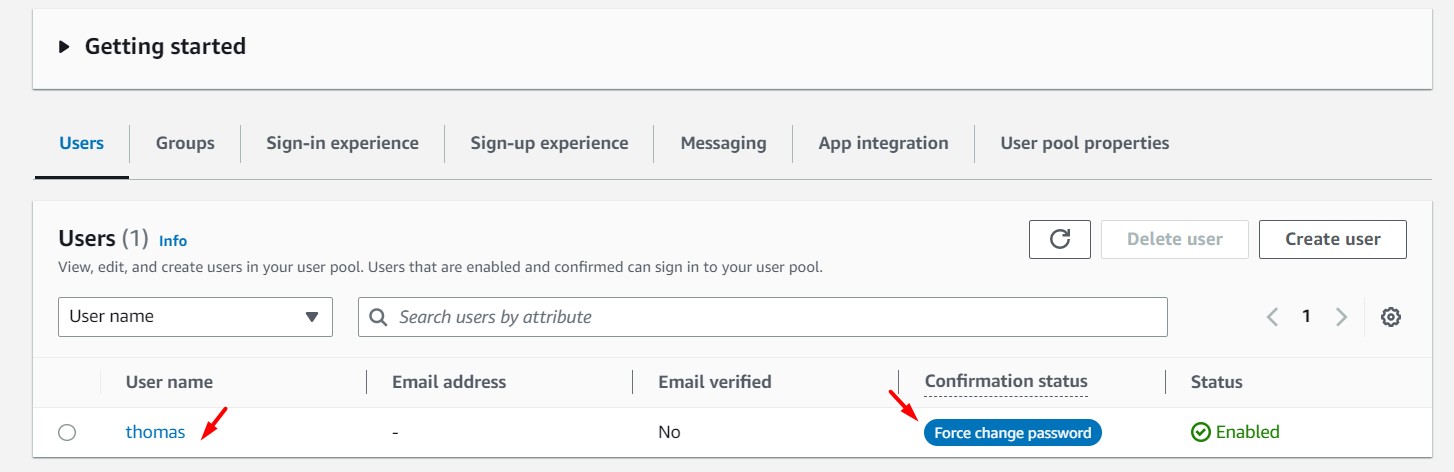 Getting started
Users Groups Sign-in experience Sign-up experience Messaging App integration User pool properties
Users (1) Info Delete user Create user
View, edit, and create users in your user pool. Users that are enabled and confirmed can sign in to your user pool.
User name Search users by attribute 1
User name Email address Email verified Confirmation status Status
thomas - No Force change password Enabled